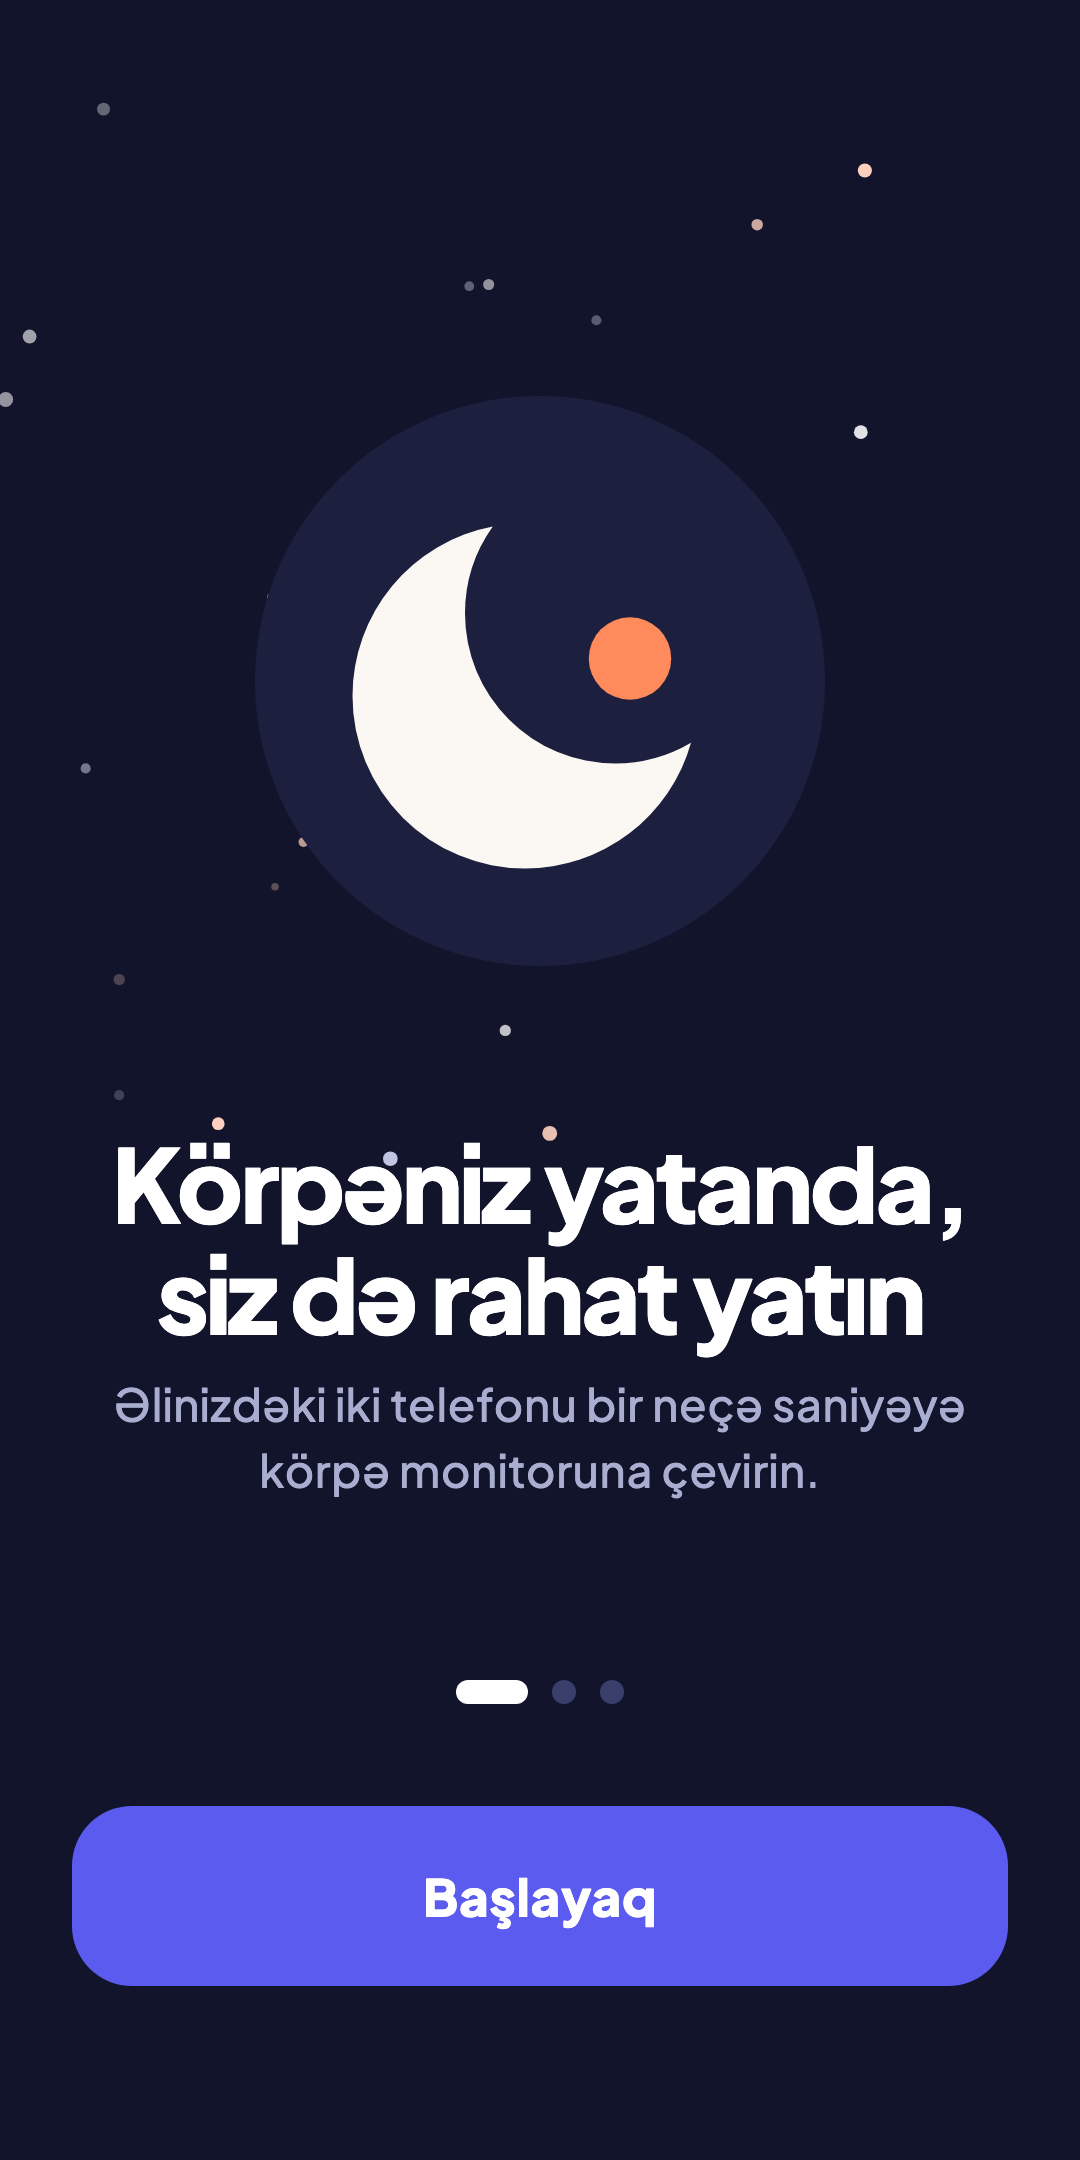 Körpəniz yatanda,
siz də rahat yatın
Əlinizdəki iki telefonu bir neçə saniyəyə
körpə monitoruna çevirin.
Başlayaq